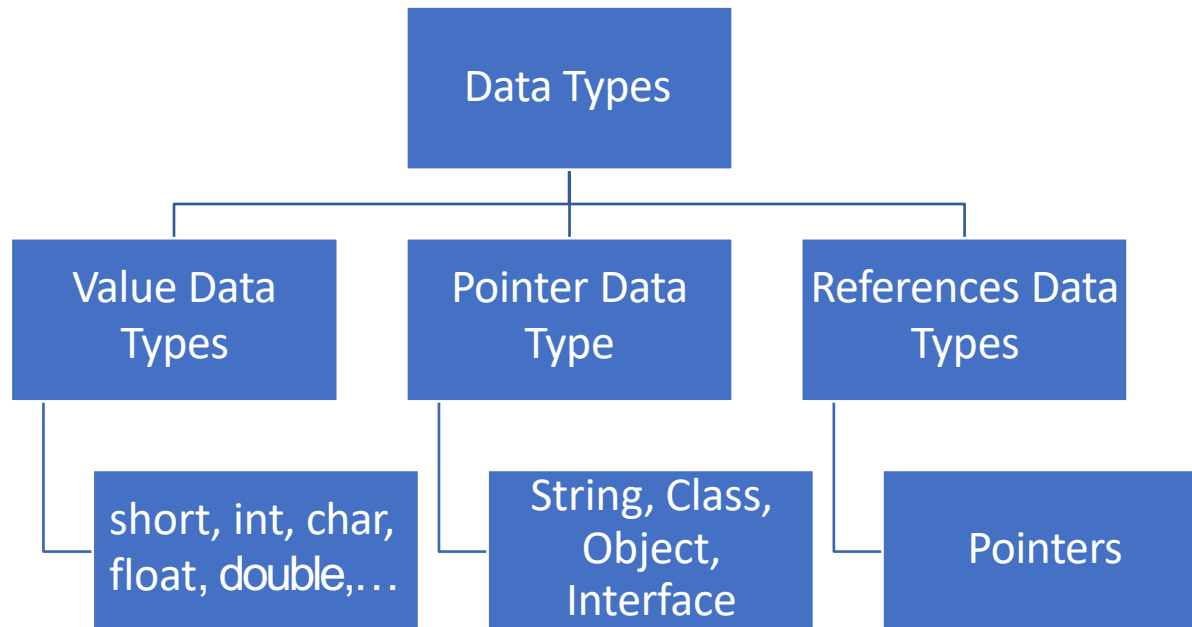 Data Types
Value Data
Types
Pointer Data
Type
References Data
Types
short, int, char,
float, double,...
String, Class,
Object,
Interface
Pointers